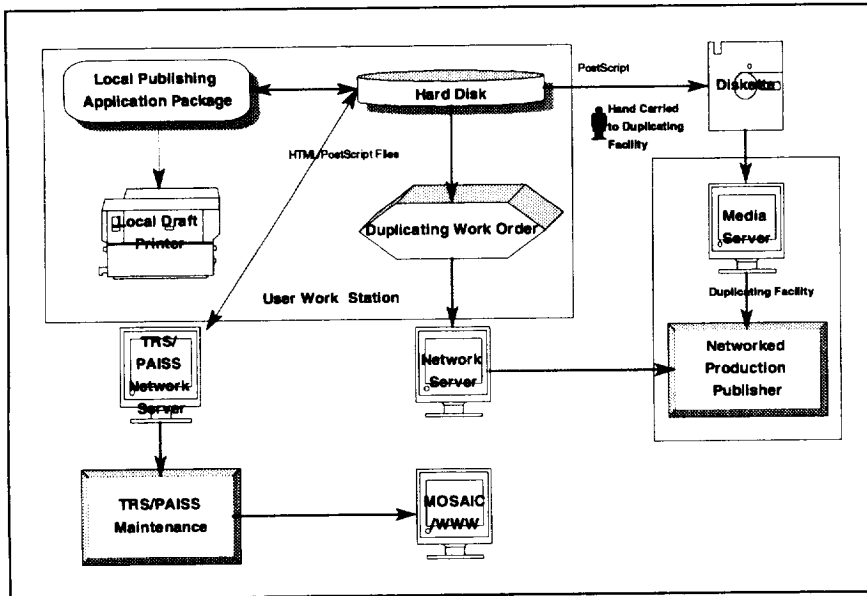 Local Publishing
Application Package
Hard Disk
PostScript
Diskette
Hand Carried
to Duplicating
Facility
HTML/PostScript Files
Local Draft
Printer
Duplicating Work Order
Media
Server
User Work Station
Duplicating Facility
TRS/
PAISS
Network
Server
Network
Server
Networked
Production
Publisher
TRS/PAISS
Maintenance
MOSAIC
/WWW